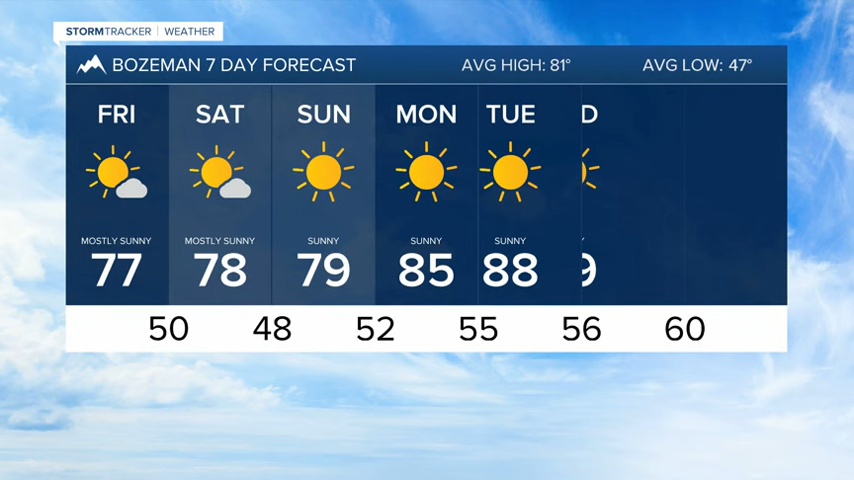 STORMTRACKER | WEATHER
BOZEMAN 7 DAY FORECAST AVG HIGH: 81° AVG LOW: 47°
FRI SAT SUN MON TUE D
MOSTLY SUNNY MOSTLY SUNNY SUNNY SUNNY SUNNY
77 78 79 85 88 9
50 48 52 55 56 60